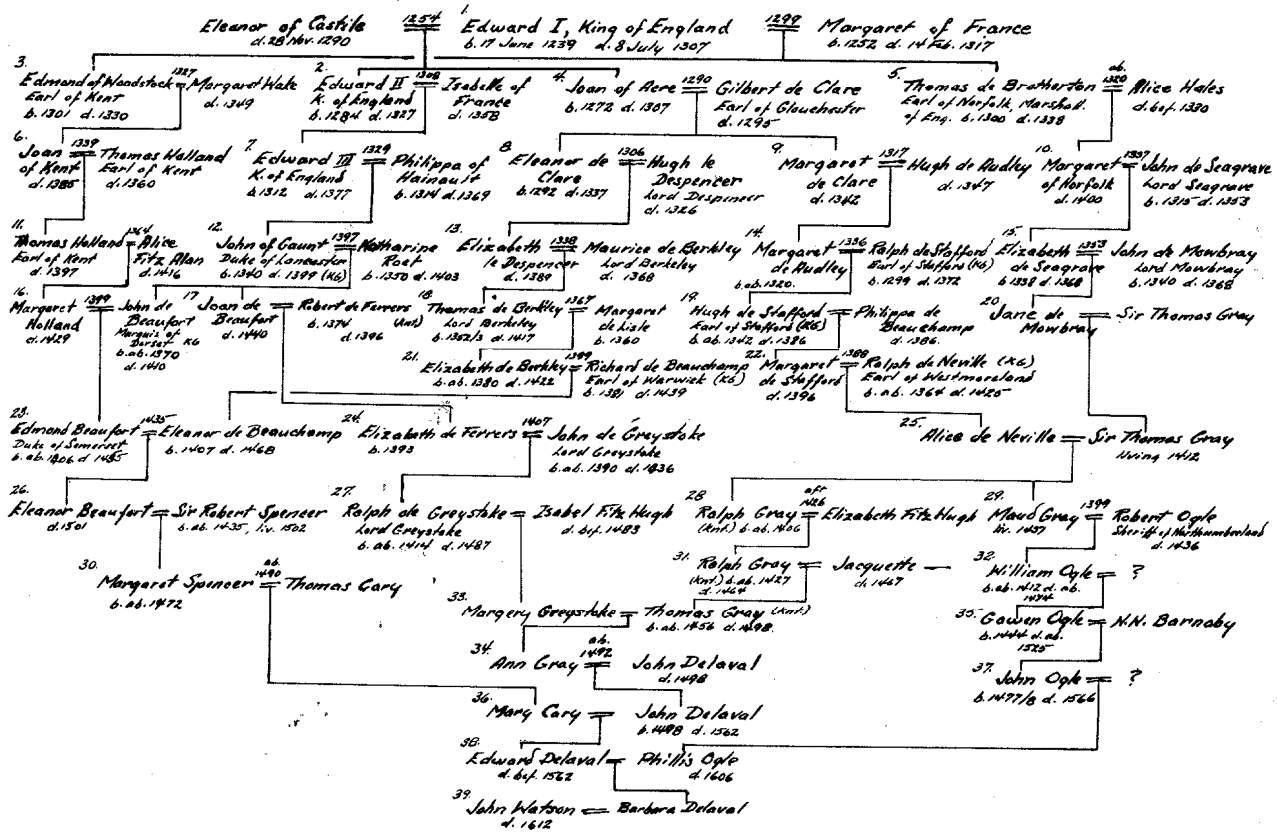 1.
Eleanor of Castile 1254 Edward I, King of England 1299 Margaret of France
d. 28 Nov. 1290 b. 17 June 1239 d. 8 July 1307 b. 1252 d. 14 Feb. 1317
3. Edmond of Woodstock 1327 Margaret Wake
Earl of Kent d. 1349
b. 1301 d. 1330
2. Edward II 1308 Isabelle of
K. of England France
b. 1284 d. 1327 d. 1358
4. Joan of Acre 1290 Gilbert de Clare
b. 1272 d. 1307 Earl of Glouchester
d. 1295
5. Thomas de Brotherton ab. 1320 Alice Hales
Earl of Norfolk, Marshall d. bef. 1330
of Eng. b. 1300 d. 1338
6. Joan 1339 Thomas Holland
of Kent Earl of Kent
d. 1385 d. 1360
7. Edward III 1329 Philippa of
K. of England Hainault
b. 1312 d. 1377 b. 1314 d. 1369
8. Eleanor de 1306 Hugh le
Clare Despencer
b. 1292 d. 1337 Lord Despencer
d. 1326
9. Margaret 1317 Hugh de Audley
de Clare d. 1347
d. 1342
10. Margaret 1337 John de Seagrave
of Norfolk Lord Seagrave
d. 1400 b. 1315 d. 1353
11. Thomas Holland 1364 Alice
Earl of Kent Fitz Alan
d. 1397 d. 1416
12. John of Gaunt 1397 Katharine
Duke of Lancaster Roet
b. 1340 d. 1399 (KG) b. 1350 d. 1403
13. Elizabeth 1338 Maurice de Berkley
le Despencer Lord Berkeley
d. 1389 d. 1368
14. Margaret 1336 Ralph de Stafford
de Audley Earl of Stafford (KG)
b. ab. 1320. b. 1299 d. 1372
15. Elizabeth 1353 John de Mowbray
de Seagrave Lord Mowbray
b. 1338 d. 1368 b. 1340 d. 1368
16. Margaret 1399 John de
Holland Beaufort
d. 1429 Marquis of
Dorset KG
b. ab. 1370
d. 1410
17. Joan de Robert de Ferrers
Beaufort b. 1374 (Knt)
d. 1440 d. 1396
18. Thomas de Berkley 1367 Margaret
Lord Berkeley de Lisle
b. 1352/3 d. 1417 b. 1360
19. Hugh de Stafford Philippa de
Earl of Stafford (KG) Beauchamp
b. ab. 1342 d. 1386 d. 1386.
20. Jane de Sir Thomas Gray
Mowbray
21. Elizabeth de Berkley 1399 Richard de Beauchamp
b. ab. 1380 d. 1422 Earl of Warwick (KG)
b. 1381 d. 1439
22. Margaret 1388 Ralph de Neville (KG)
de Stafford Earl of Westmoreland
d. 1396 b. ab. 1364 d. 1425
23. Edmond Beaufort 1435 Eleanor de Beauchamp
Duke of Somerset b. 1407 d. 1468
b. ab. 1406 d. 1455
24. Elizabeth de Ferrers 1407 John de Greystoke
b. 1393 Lord Greystoke
b. ab. 1390 d. 1436
25. Alice de Neville Sir Thomas Gray
living 1412
26. Eleanor Beaufort Sir Robert Spencer
d. 1501 b. ab. 1435, liv. 1502
27. Ralph de Greystoke Isabel Fitz Hugh
Lord Greystoke d. bef. 1483
b. ab. 1414 d. 1487
28. Ralph Gray aft 1426 Elizabeth Fitz Hugh
(Knt.) b. ab. 1406
29. Maud Gray 1399 Robert Ogle
liv. 1437 Sheriff of Northumberland
d. 1436
30. Margaret Spencer ab. 1490 Thomas Cary
b. ab. 1472
31. Ralph Gray Jacquette —
(Knt.) b. ab. 1427 d. 1467
d. 1464
32. William Ogle ?
b. ab. 1412 d. ab.
1474
33. Margery Greystoke Thomas Gray (Knt.)
b. ab. 1456 d. 1498.
34. Ann Gray ab. 1492 John Delaval
d. 1498
35. Gawen Ogle N.N. Barnaby
b. 1444 d. ab.
1525
36. Mary Cary John Delaval
b. 1498 d. 1562
37. John Ogle ?
b. 1477/8 d. 1566
38. Edward Delaval Phillis Ogle
d. bef. 1562 d. 1606
39. John Watson Barbara Delaval
d. 1612